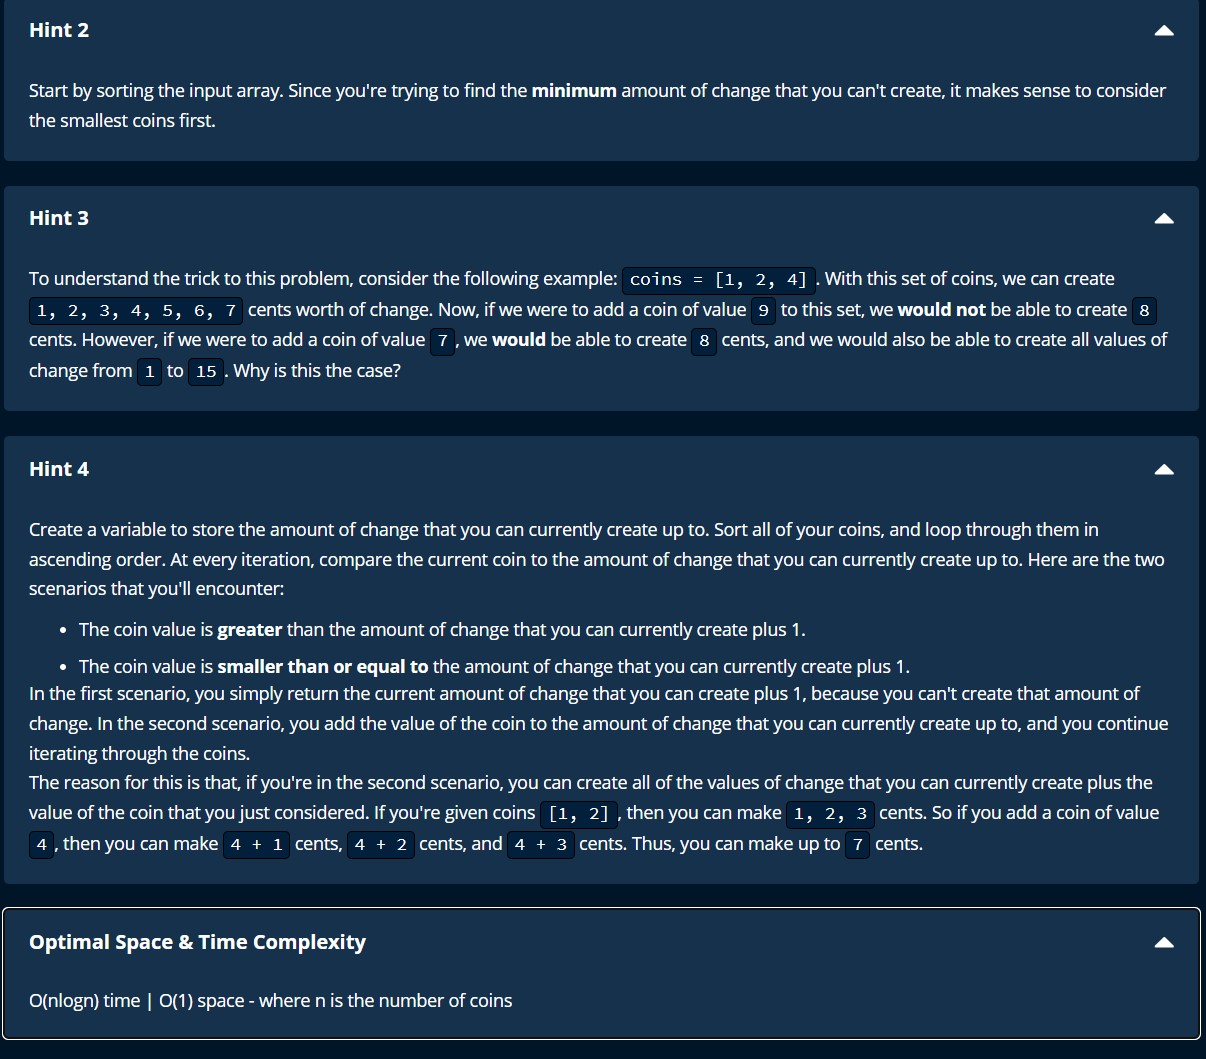 Hint 2
Start by sorting the input array. Since you're trying to find the minimum amount of change that you can't create, it makes sense to consider
the smallest coins first.
Hint 3
To understand the trick to this problem, consider the following example: coins = [1, 2, 4] . With this set of coins, we can create
1, 2, 3, 4, 5, 6, 7 cents worth of change. Now, if we were to add a coin of value 9 to this set, we would not be able to create 8
cents. However, if we were to add a coin of value 7 , we would be able to create 8 cents, and we would also be able to create all values of
change from 1 to 15 . Why is this the case?
Hint 4
Create a variable to store the amount of change that you can currently create up to. Sort all of your coins, and loop through them in
ascending order. At every iteration, compare the current coin to the amount of change that you can currently create up to. Here are the two
scenarios that you'll encounter:
• The coin value is greater than the amount of change that you can currently create plus 1.
• The coin value is smaller than or equal to the amount of change that you can currently create plus 1.
In the first scenario, you simply return the current amount of change that you can create plus 1, because you can't create that amount of
change. In the second scenario, you add the value of the coin to the amount of change that you can currently create up to, and you continue
iterating through the coins.
The reason for this is that, if you're in the second scenario, you can create all of the values of change that you can currently create plus the
value of the coin that you just considered. If you're given coins [1, 2] , then you can make 1, 2, 3 cents. So if you add a coin of value
4 , then you can make 4 + 1 cents, 4 + 2 cents, and 4 + 3 cents. Thus, you can make up to 7 cents.
Optimal Space & Time Complexity
O(nlogn) time | O(1) space - where n is the number of coins